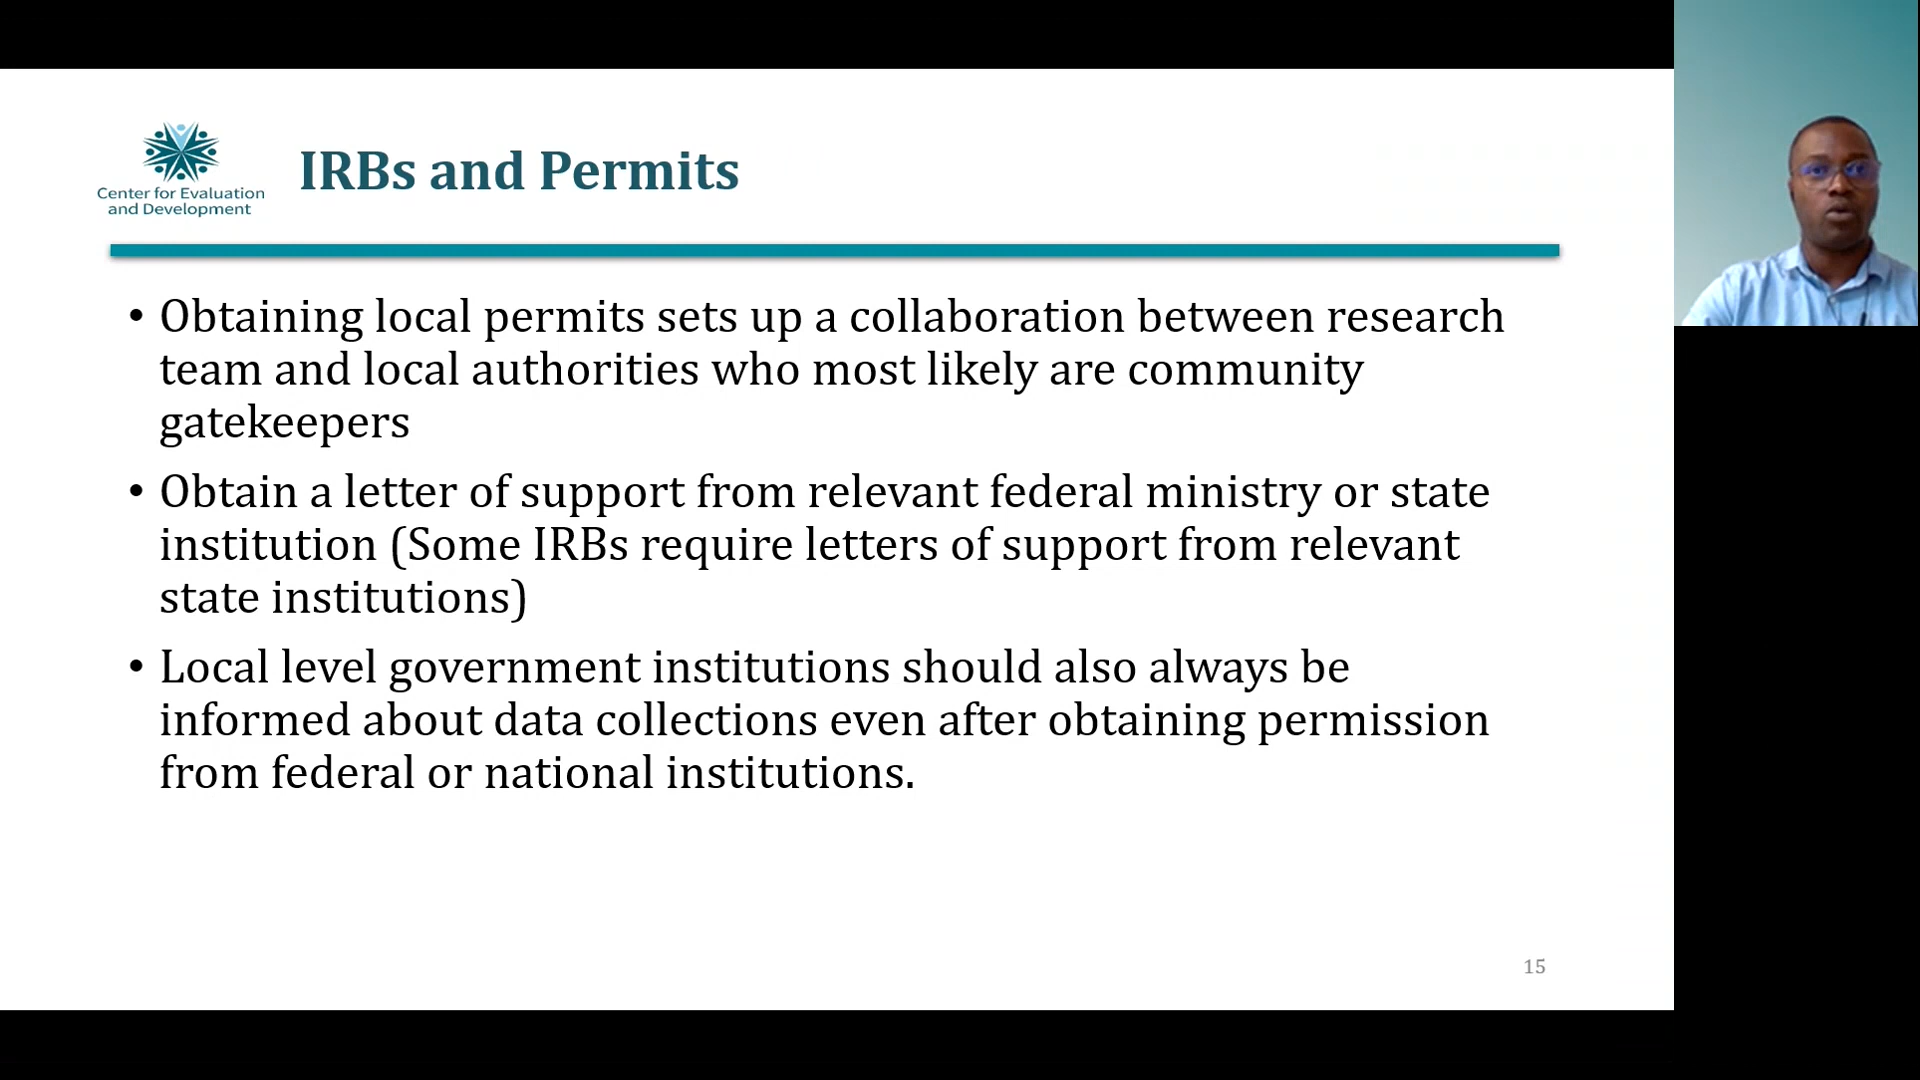 Center for Evaluation
and Development
IRBs and Permits
• Obtaining local permits sets up a collaboration between research
team and local authorities who most likely are community
gatekeepers
• Obtain a letter of support from relevant federal ministry or state
institution (Some IRBs require letters of support from relevant
state institutions)
• Local level government institutions should also always be
informed about data collections even after obtaining permission
from federal or national institutions.
15